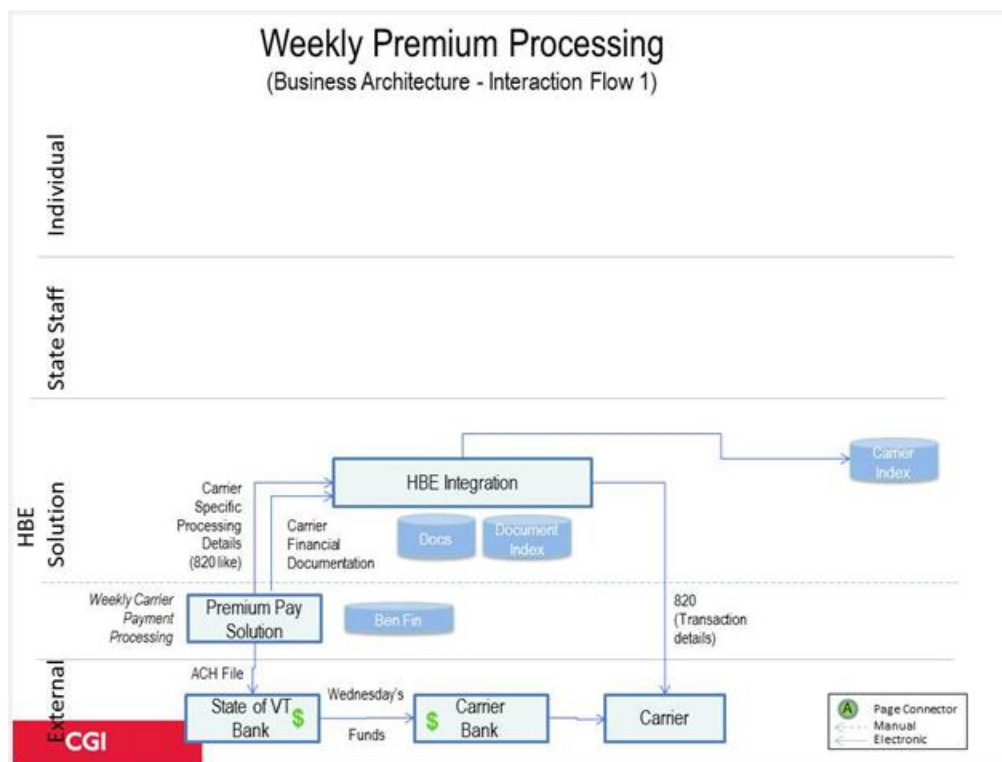 Weekly Premium Processing
(Business Architecture - Interaction Flow 1)
Individual
State Staff
HBE
Solution
External
HBE Integration
Carrier
Index
Carrier
Specific
Processing
Details
(820 like)
Carrier
Financial
Documentation
Docs
Document
Index
Weekly Carrier
Payment
Processing
Premium Pay
Solution
Ben Fin
820
(Transaction
details)
ACH File
State of VT
Bank
$
Wednesday's
Funds
$
Carrier
Bank
Carrier
A Page Connector
Manual
Electronic
CGI